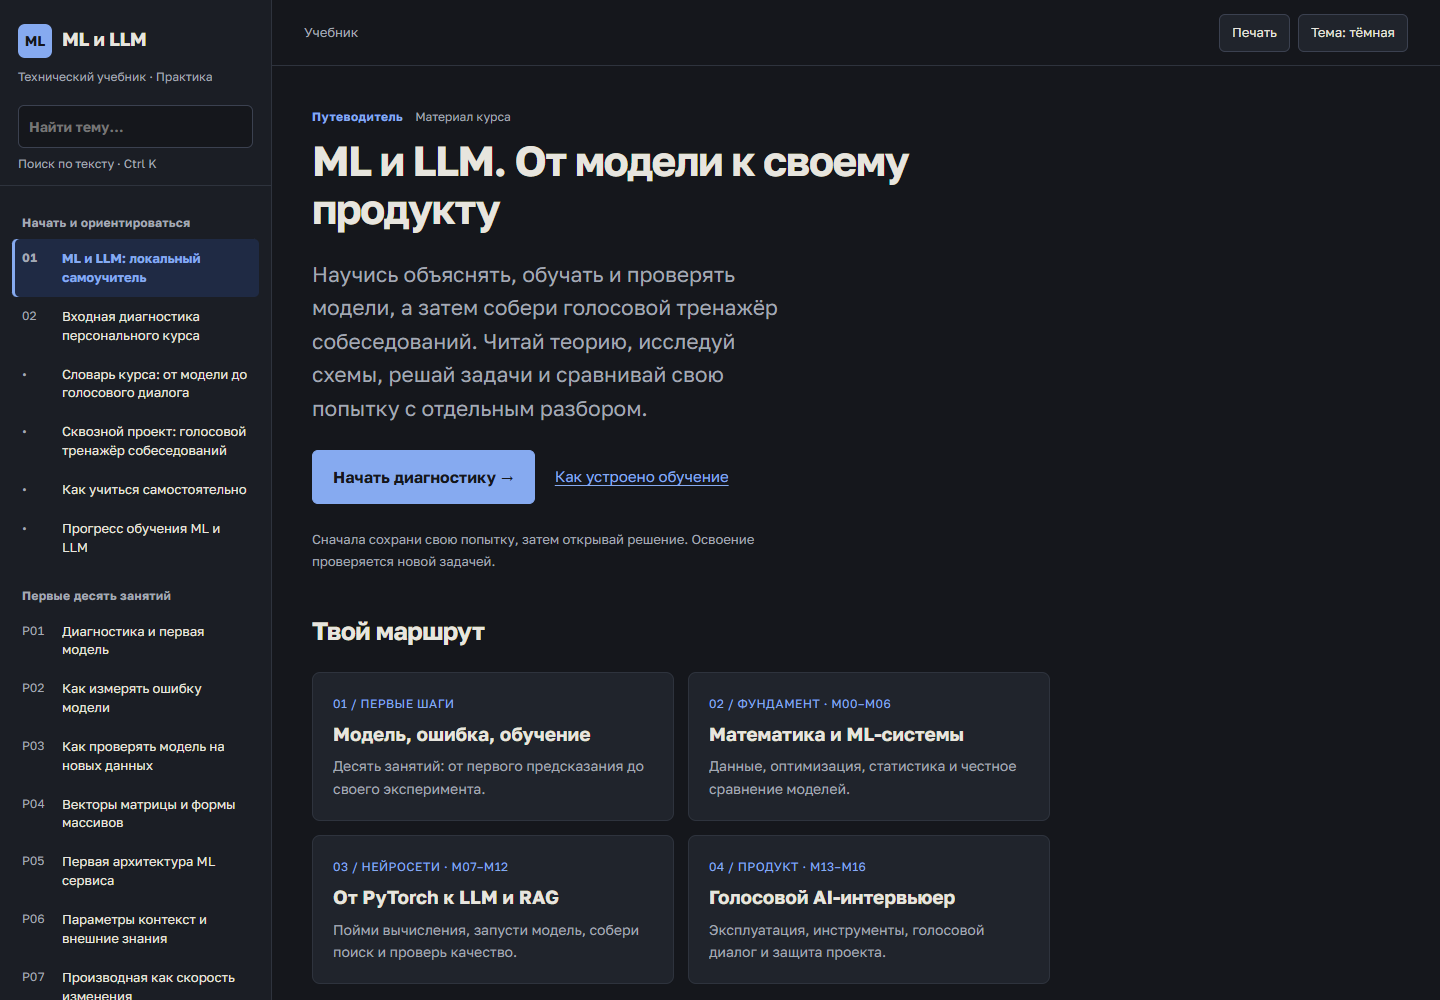 ML
ML и LLM
Технический учебник · Практика
Найти тему...
Поиск по тексту · Ctrl K
Начать и ориентироваться
01 ML и LLM: локальный
самоучитель
02 Входная диагностика
персонального курса
• Словарь курса: от модели до
голосового диалога
• Сквозной проект: голосовой
тренажёр собеседований
• Как учиться самостоятельно
• Прогресс обучения ML и
LLM
Первые десять занятий
P01 Диагностика и первая
модель
P02 Как измерять ошибку
модели
P03 Как проверять модель на
новых данных
P04 Векторы матрицы и формы
массивов
P05 Первая архитектура ML
сервиса
P06 Параметры контекст и
внешние знания
P07 Производная как скорость
изменения
Учебник
Печать
Тема: тёмная
Путеводитель Материал курса
ML и LLM. От модели к своему
продукту
Научись объяснять, обучать и проверять
модели, а затем собери голосовой тренажёр
собеседований. Читай теорию, исследуй
схемы, решай задачи и сравнивай свою
попытку с отдельным разбором.
Начать диагностику →
Как устроено обучение
Сначала сохрани свою попытку, затем открывай решение. Освоение
проверяется новой задачей.
Твой маршрут
01 / ПЕРВЫЕ ШАГИ
Модель, ошибка, обучение
Десять занятий: от первого предсказания до
своего эксперимента.
02 / ФУНДАМЕНТ · M00–M06
Математика и ML-системы
Данные, оптимизация, статистика и честное
сравнение моделей.
03 / НЕЙРОСЕТИ · M07–M12
От PyTorch к LLM и RAG
Пойми вычисления, запусти модель, собери
поиск и проверь качество.
04 / ПРОДУКТ · M13–M16
Голосовой AI-интервьюер
Эксплуатация, инструменты, голосовой
диалог и защита проекта.